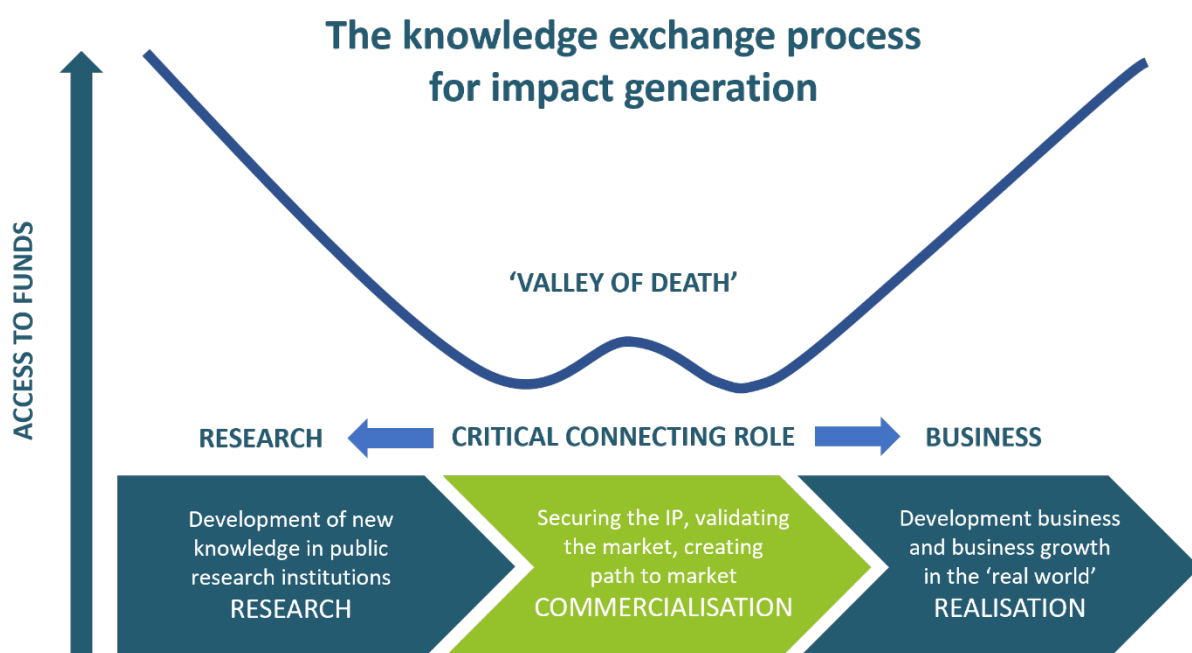 The knowledge exchange process
for impact generation
ACCESS TO FUNDS
‘VALLEY OF DEATH’
RESEARCH
CRITICAL CONNECTING ROLE
BUSINESS
Development of new
knowledge in public
research institutions
RESEARCH
Securing the IP, validating
the market, creating
path to market
COMMERCIALISATION
Development business
and business growth
in the ‘real world’
REALISATION